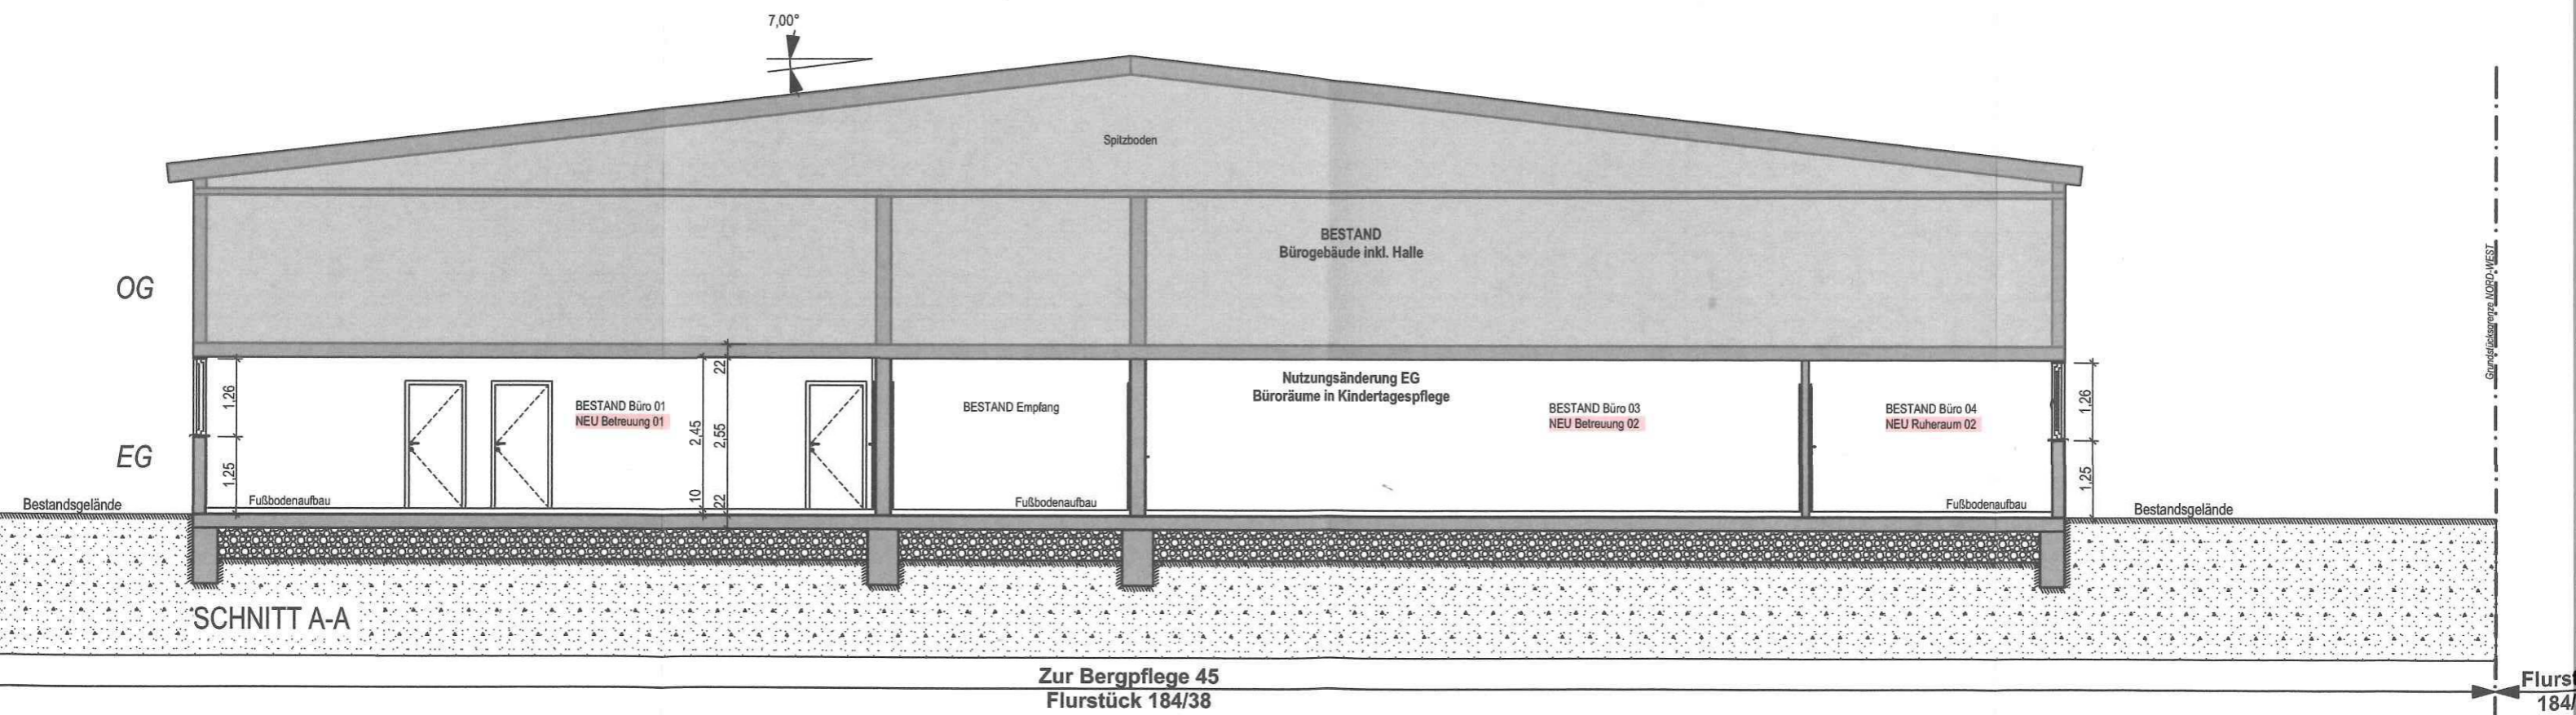 7,00°
Spitzboden
BESTAND
Bürogebäude inkl. Halle
OG
Grundstücksgrenze NORD-WEST
22
Nutzungsänderung EG
Büroräume in Kindertagespflege
1,26
BESTAND Büro 01
NEU Betreuung 01
2,45
2,55
BESTAND Empfang
BESTAND Büro 03
NEU Betreuung 02
BESTAND Büro 04
NEU Ruheraum 02
1,26
EG
1,25
10
22
1,25
Bestandsgelände
Fußbodenaufbau
Fußbodenaufbau
Fußbodenaufbau
Bestandsgelände
SCHNITT A-A
Zur Bergpflege 45
Flurstück 184/38
Flurst
184/